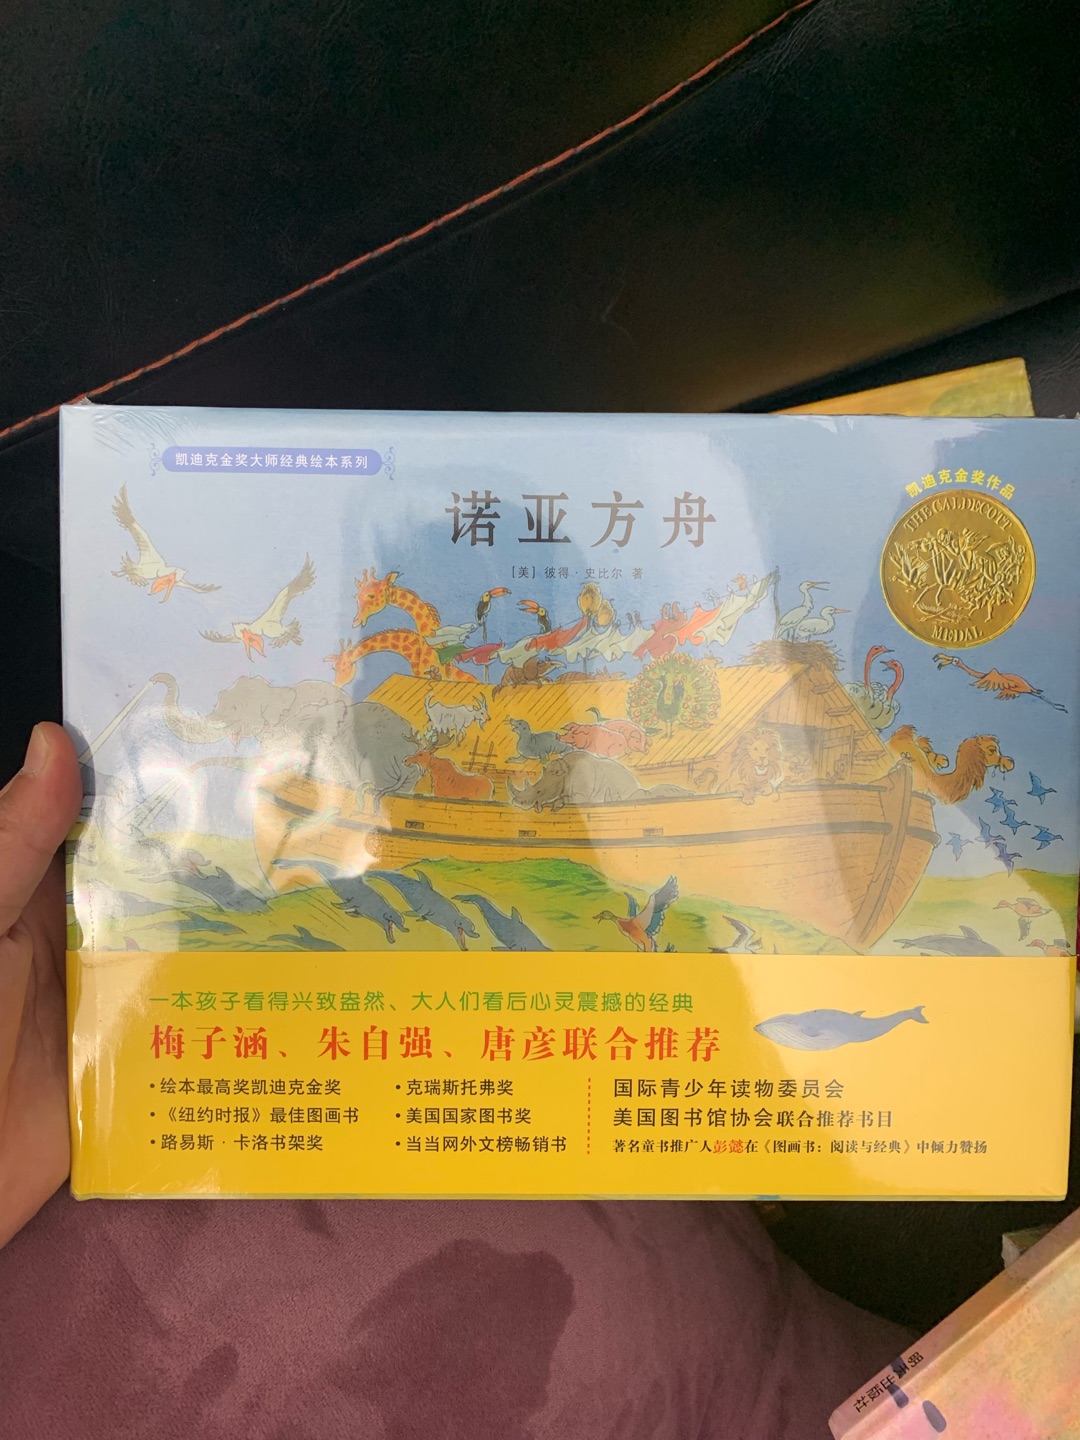 凯迪克金奖大师经典绘本系列
诺亚方舟
[美] 彼得·史比尔 著
凯迪克金奖作品
THE CALDECOTT
MEDAL
一本孩子看得兴致盎然、大人们看后心灵震撼的经典
梅子涵、朱自强、唐彦联合推荐
•绘本最高奖凯迪克金奖
•《纽约时报》最佳图画书
•路易斯·卡洛书架奖
•克瑞斯托弗奖
•美国国家图书奖
•当当网外文榜畅销书
国际青少年读物委员会
美国图书馆协会联合推荐书目
著名童书推广人彭懿在《图画书：阅读与经典》中倾力赞扬
明天出版社